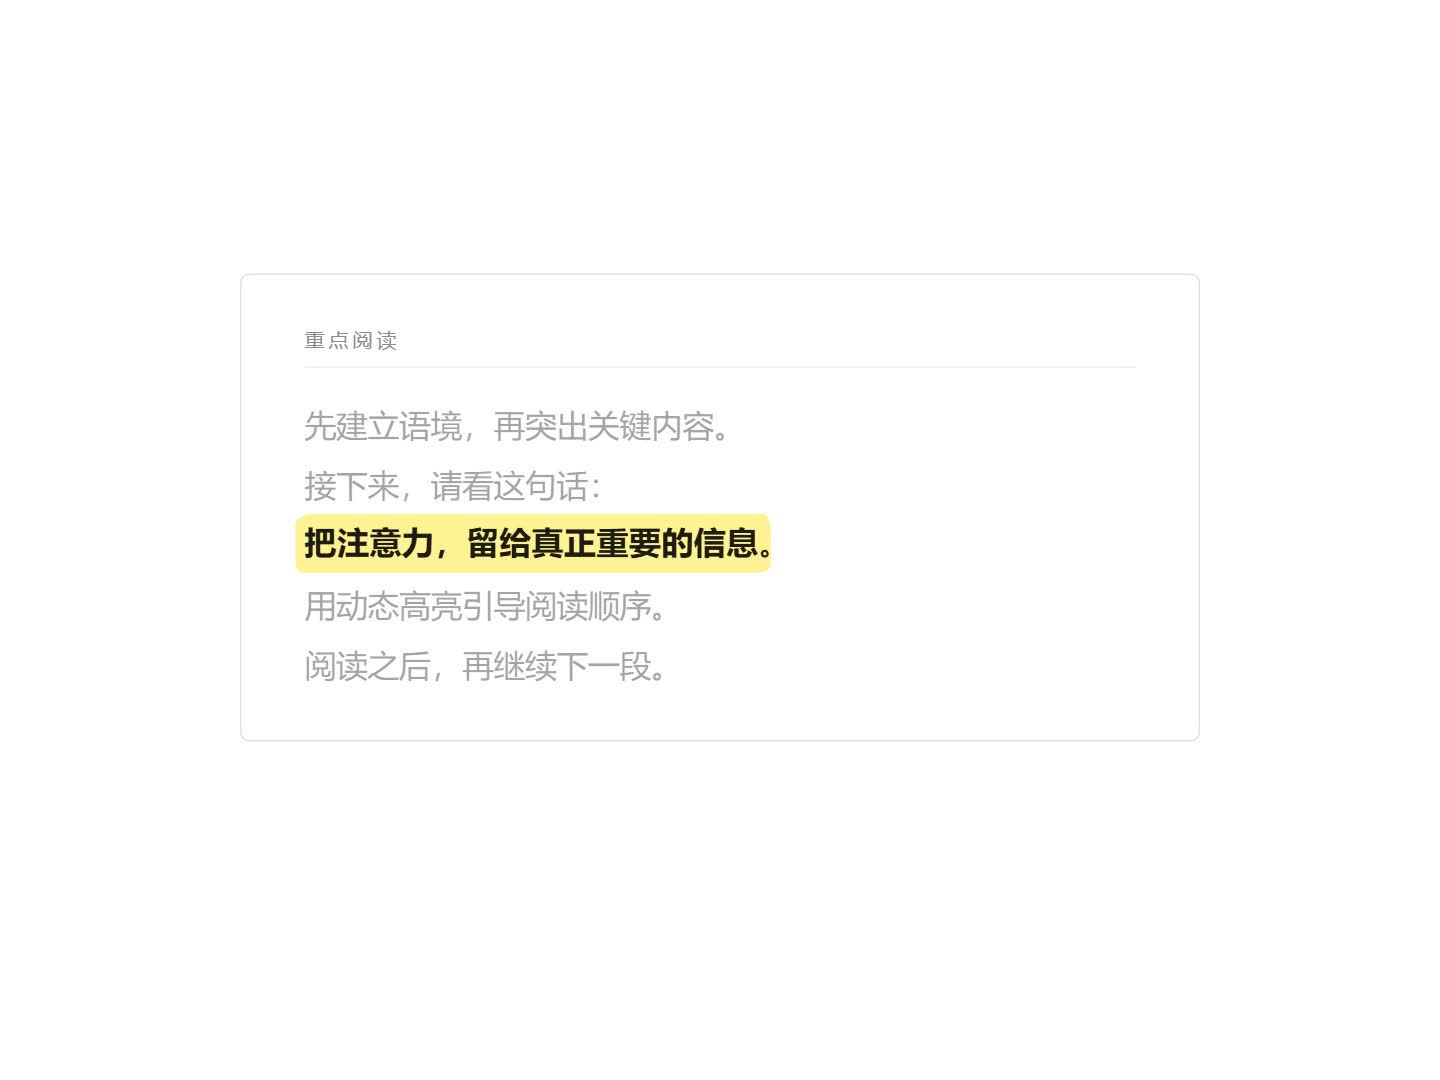 重点阅读
先建立语境，再突出关键内容。
接下来，请看这句话：
把注意力，留给真正重要的信息。
用动态高亮引导阅读顺序。
阅读之后，再继续下一段。